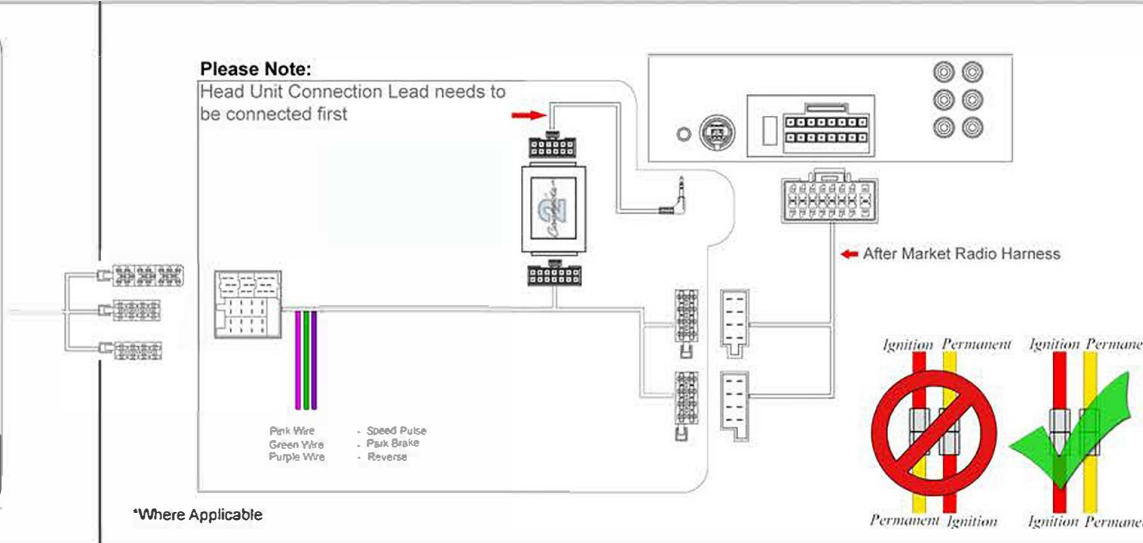 Please Note:
Head Unit Connection Lead needs to
be connected first
After Market Radio Harness
Ignition Permanent
Ignition
Pink Wire - Speed Pulse
Green Wire - Park Brake
Purple Wire - Reverse
*Where Applicable
Permanent Ignition
Ignition